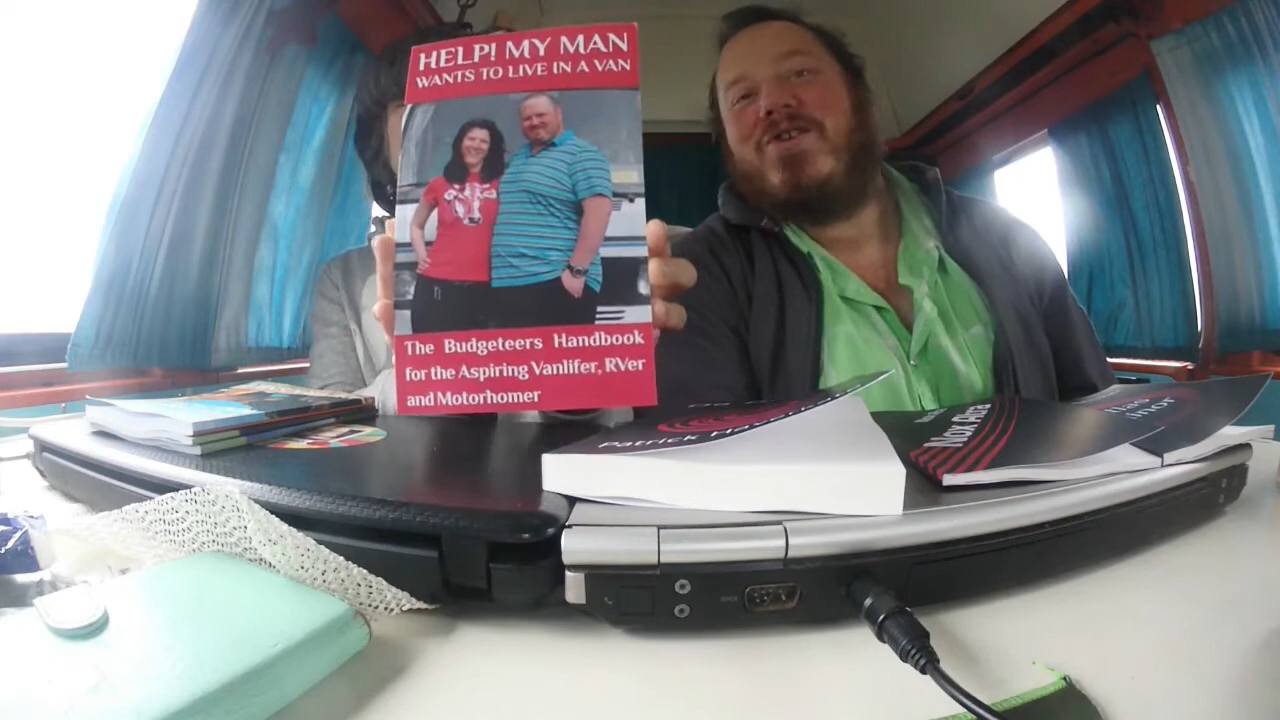 HELP! MY MAN
WANTS TO LIVE IN A VAN
The Budgeteers Handbook
for the Aspiring Vanlifer, RVer
and Motorhomer
Patrick
Nox